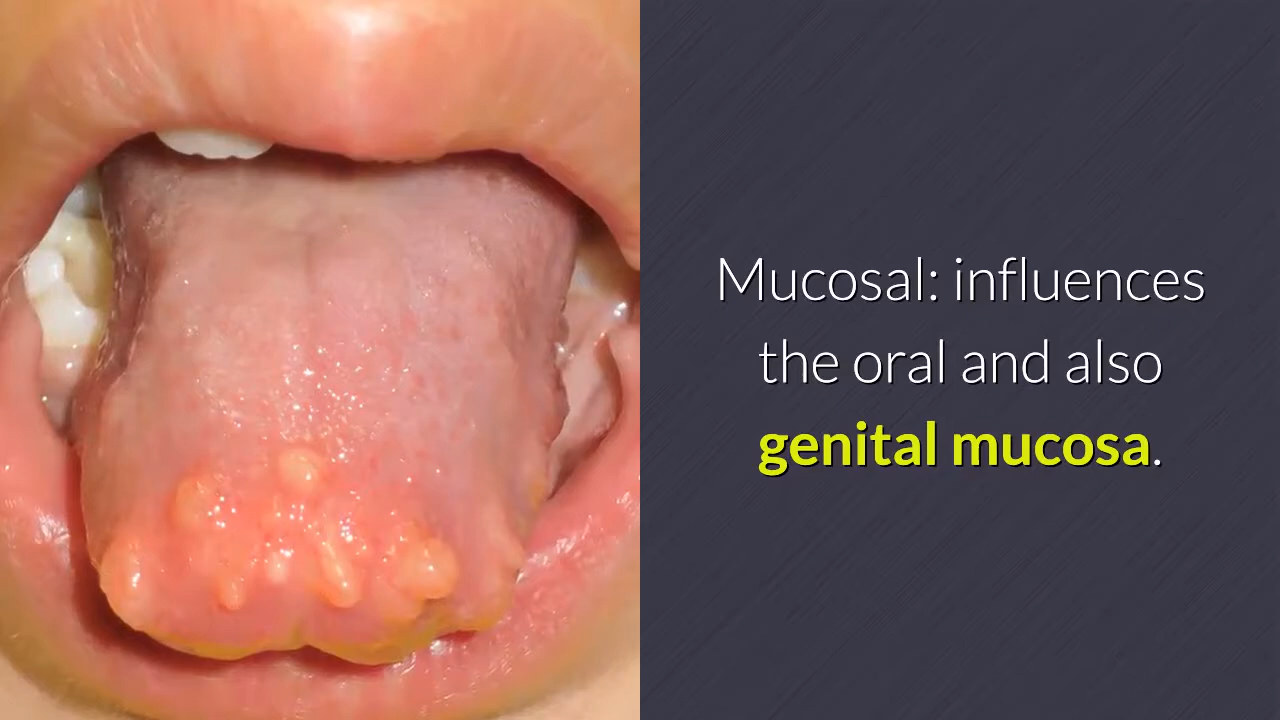 Mucosal: influences
the oral and also
genital mucosa.